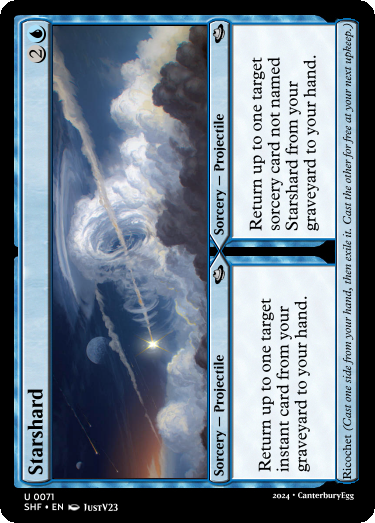 Starshard
2
Sorcery — Projectile
Return up to one target
instant card from your
graveyard to your hand.
Sorcery — Projectile
Return up to one target
sorcery card not named
Starshard from your
graveyard to your hand.
Ricochet (Cast one side from your hand, then exile it. Cast the other for free at your next upkeep.)
U 0071
SHF • EN JustV23
2024 • CanterburyEgg